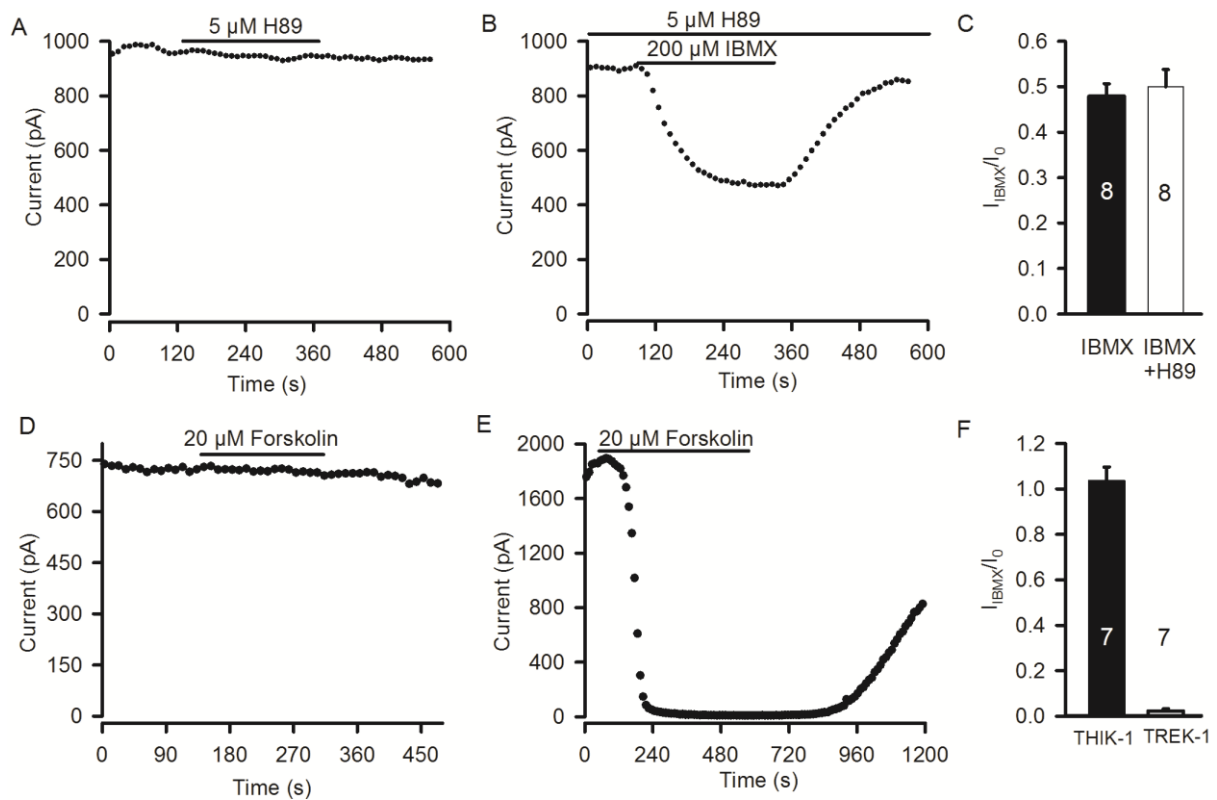 A
5 µM H89
1000
800
600
400
200
0
Current (pA)
0 120 240 360 480 600
Time (s)
B
5 µM H89
200 µM IBMX
1000
800
600
400
200
0
Current (pA)
0 120 240 360 480 600
Time (s)
C
0.6
0.5
0.4
0.3
0.2
0.1
0.0
I_IBMX/I_0
8 8
IBMX IBMX
+H89
D
20 µM Forskolin
750
600
450
300
150
0
Current (pA)
0 90 180 270 360 450
Time (s)
E
20 µM Forskolin
2000
1600
1200
800
400
0
Current (pA)
0 240 480 720 960 1200
Time (s)
F
1.2
1.0
0.8
0.6
0.4
0.2
0.0
I_IBMX/I_0
7 7
THIK-1 TREK-1